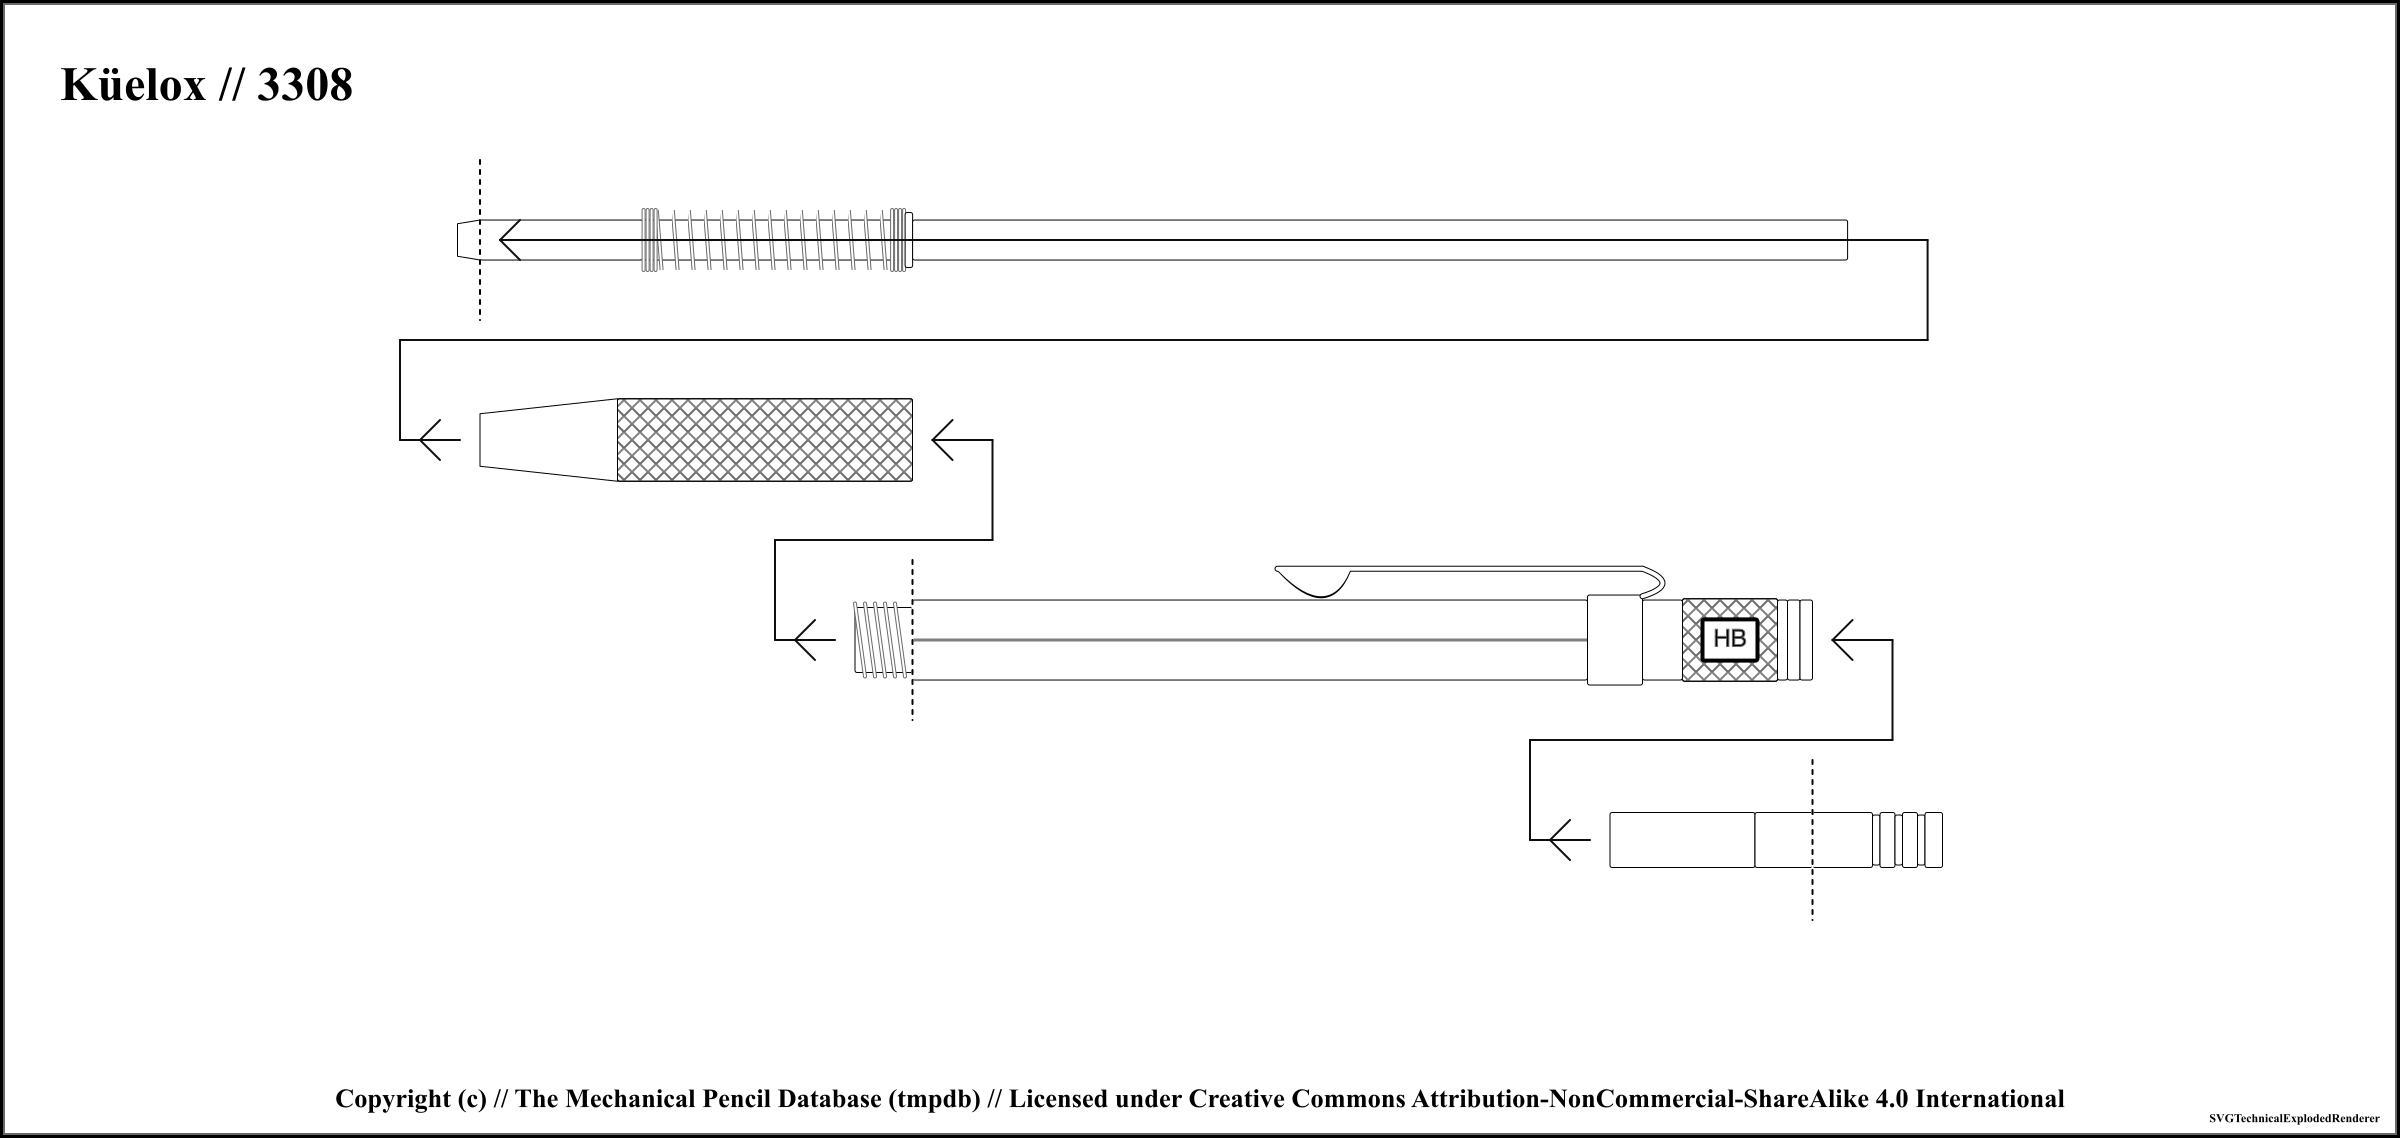 Küelox // 3308
HB
Copyright (c) // The Mechanical Pencil Database (tmpdb) // Licensed under Creative Commons Attribution-NonCommercial-ShareAlike 4.0 International
SVGTechnicalExplodedRenderer